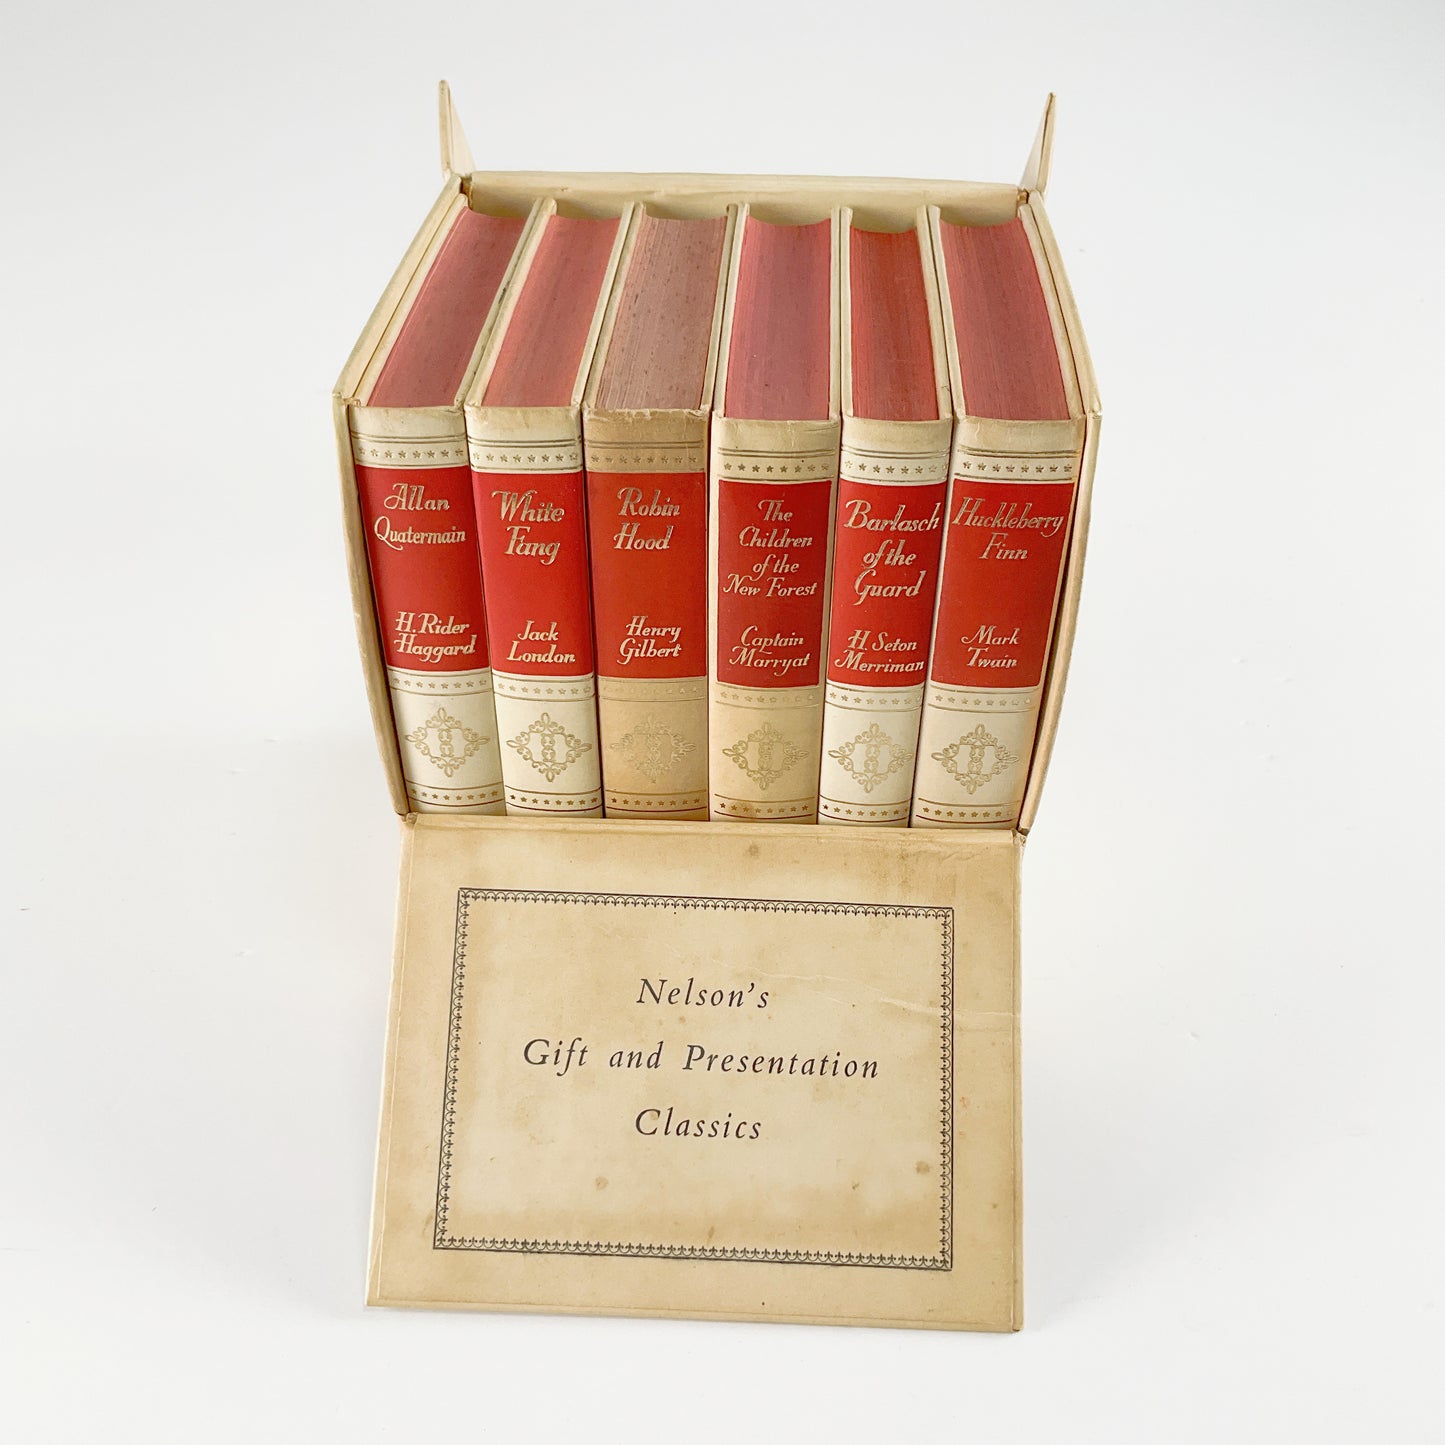 Allan
Quatermain
H. Rider
Haggard
White
Fang
Jack
London
Robin
Hood
Henry
Gilbert
The
Children
of the
New Forest
Captain
Marryat
Barlasch
of the
Guard
H. Seton
Merriman
Huckleberry
Finn
Mark
Twain
Nelson's
Gift and Presentation
Classics